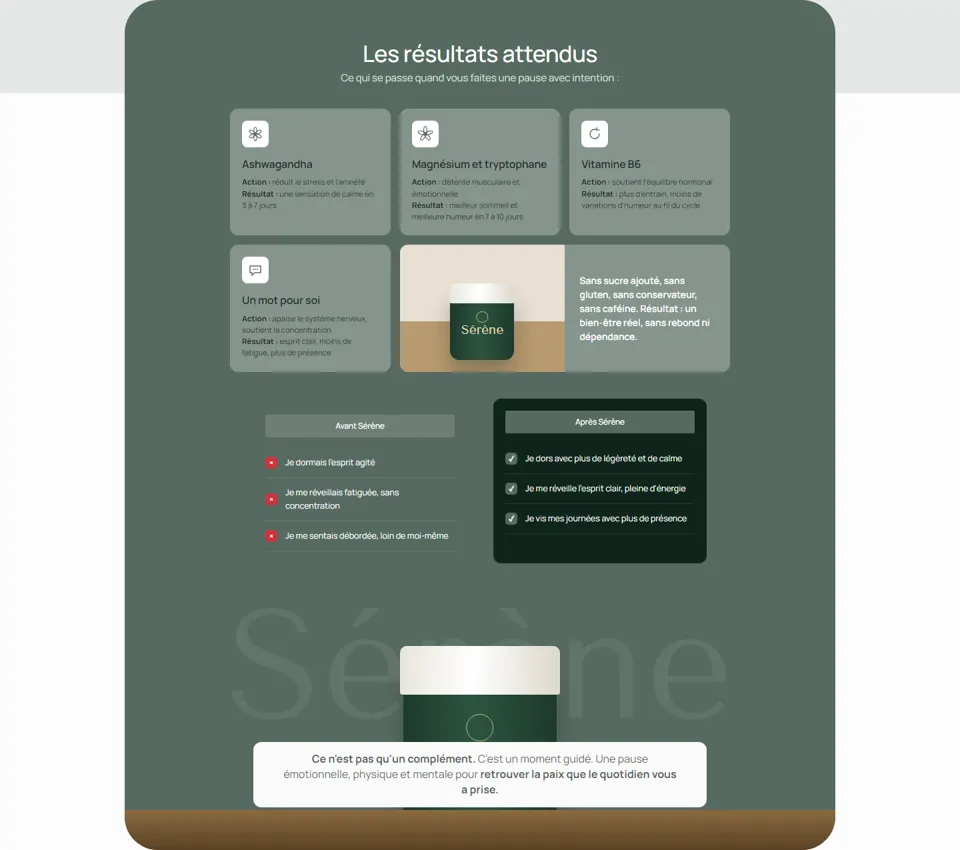 Les résultats attendus
Ce qui se passe quand vous faites une pause avec intention :
Ashwagandha
Action : réduit le stress et l'anxiété
Résultat : une sensation de calme en
3 à 7 jours
Magnésium et tryptophane
Action : détente musculaire et
émotionnelle
Résultat : meilleur sommeil et
meilleure humeur en 7 à 10 jours
Vitamine B6
Action : soutient l'équilibre hormonal
Résultat : plus d'entrain, moins de
variations d'humeur au fil du cycle
Un mot pour soi
Action : apaise le système nerveux,
soutient la concentration
Résultat : esprit clair, moins de
fatigue, plus de présence
Sérène
Sans sucre ajouté, sans
gluten, sans conservateur,
sans caféine. Résultat : un
bien-être réel, sans rebond ni
dépendance.
Avant Sérène
Je dormais l'esprit agité
Je me réveillais fatiguée, sans
concentration
Je me sentais débordée, loin de moi-même
Après Sérène
Je dors avec plus de légèreté et de calme
Je me réveille l'esprit clair, pleine d'énergie
Je vis mes journées avec plus de présence
Sérène
Ce n'est pas qu'un complément. C'est un moment guidé. Une pause
émotionnelle, physique et mentale pour retrouver la paix que le quotidien vous
a prise.